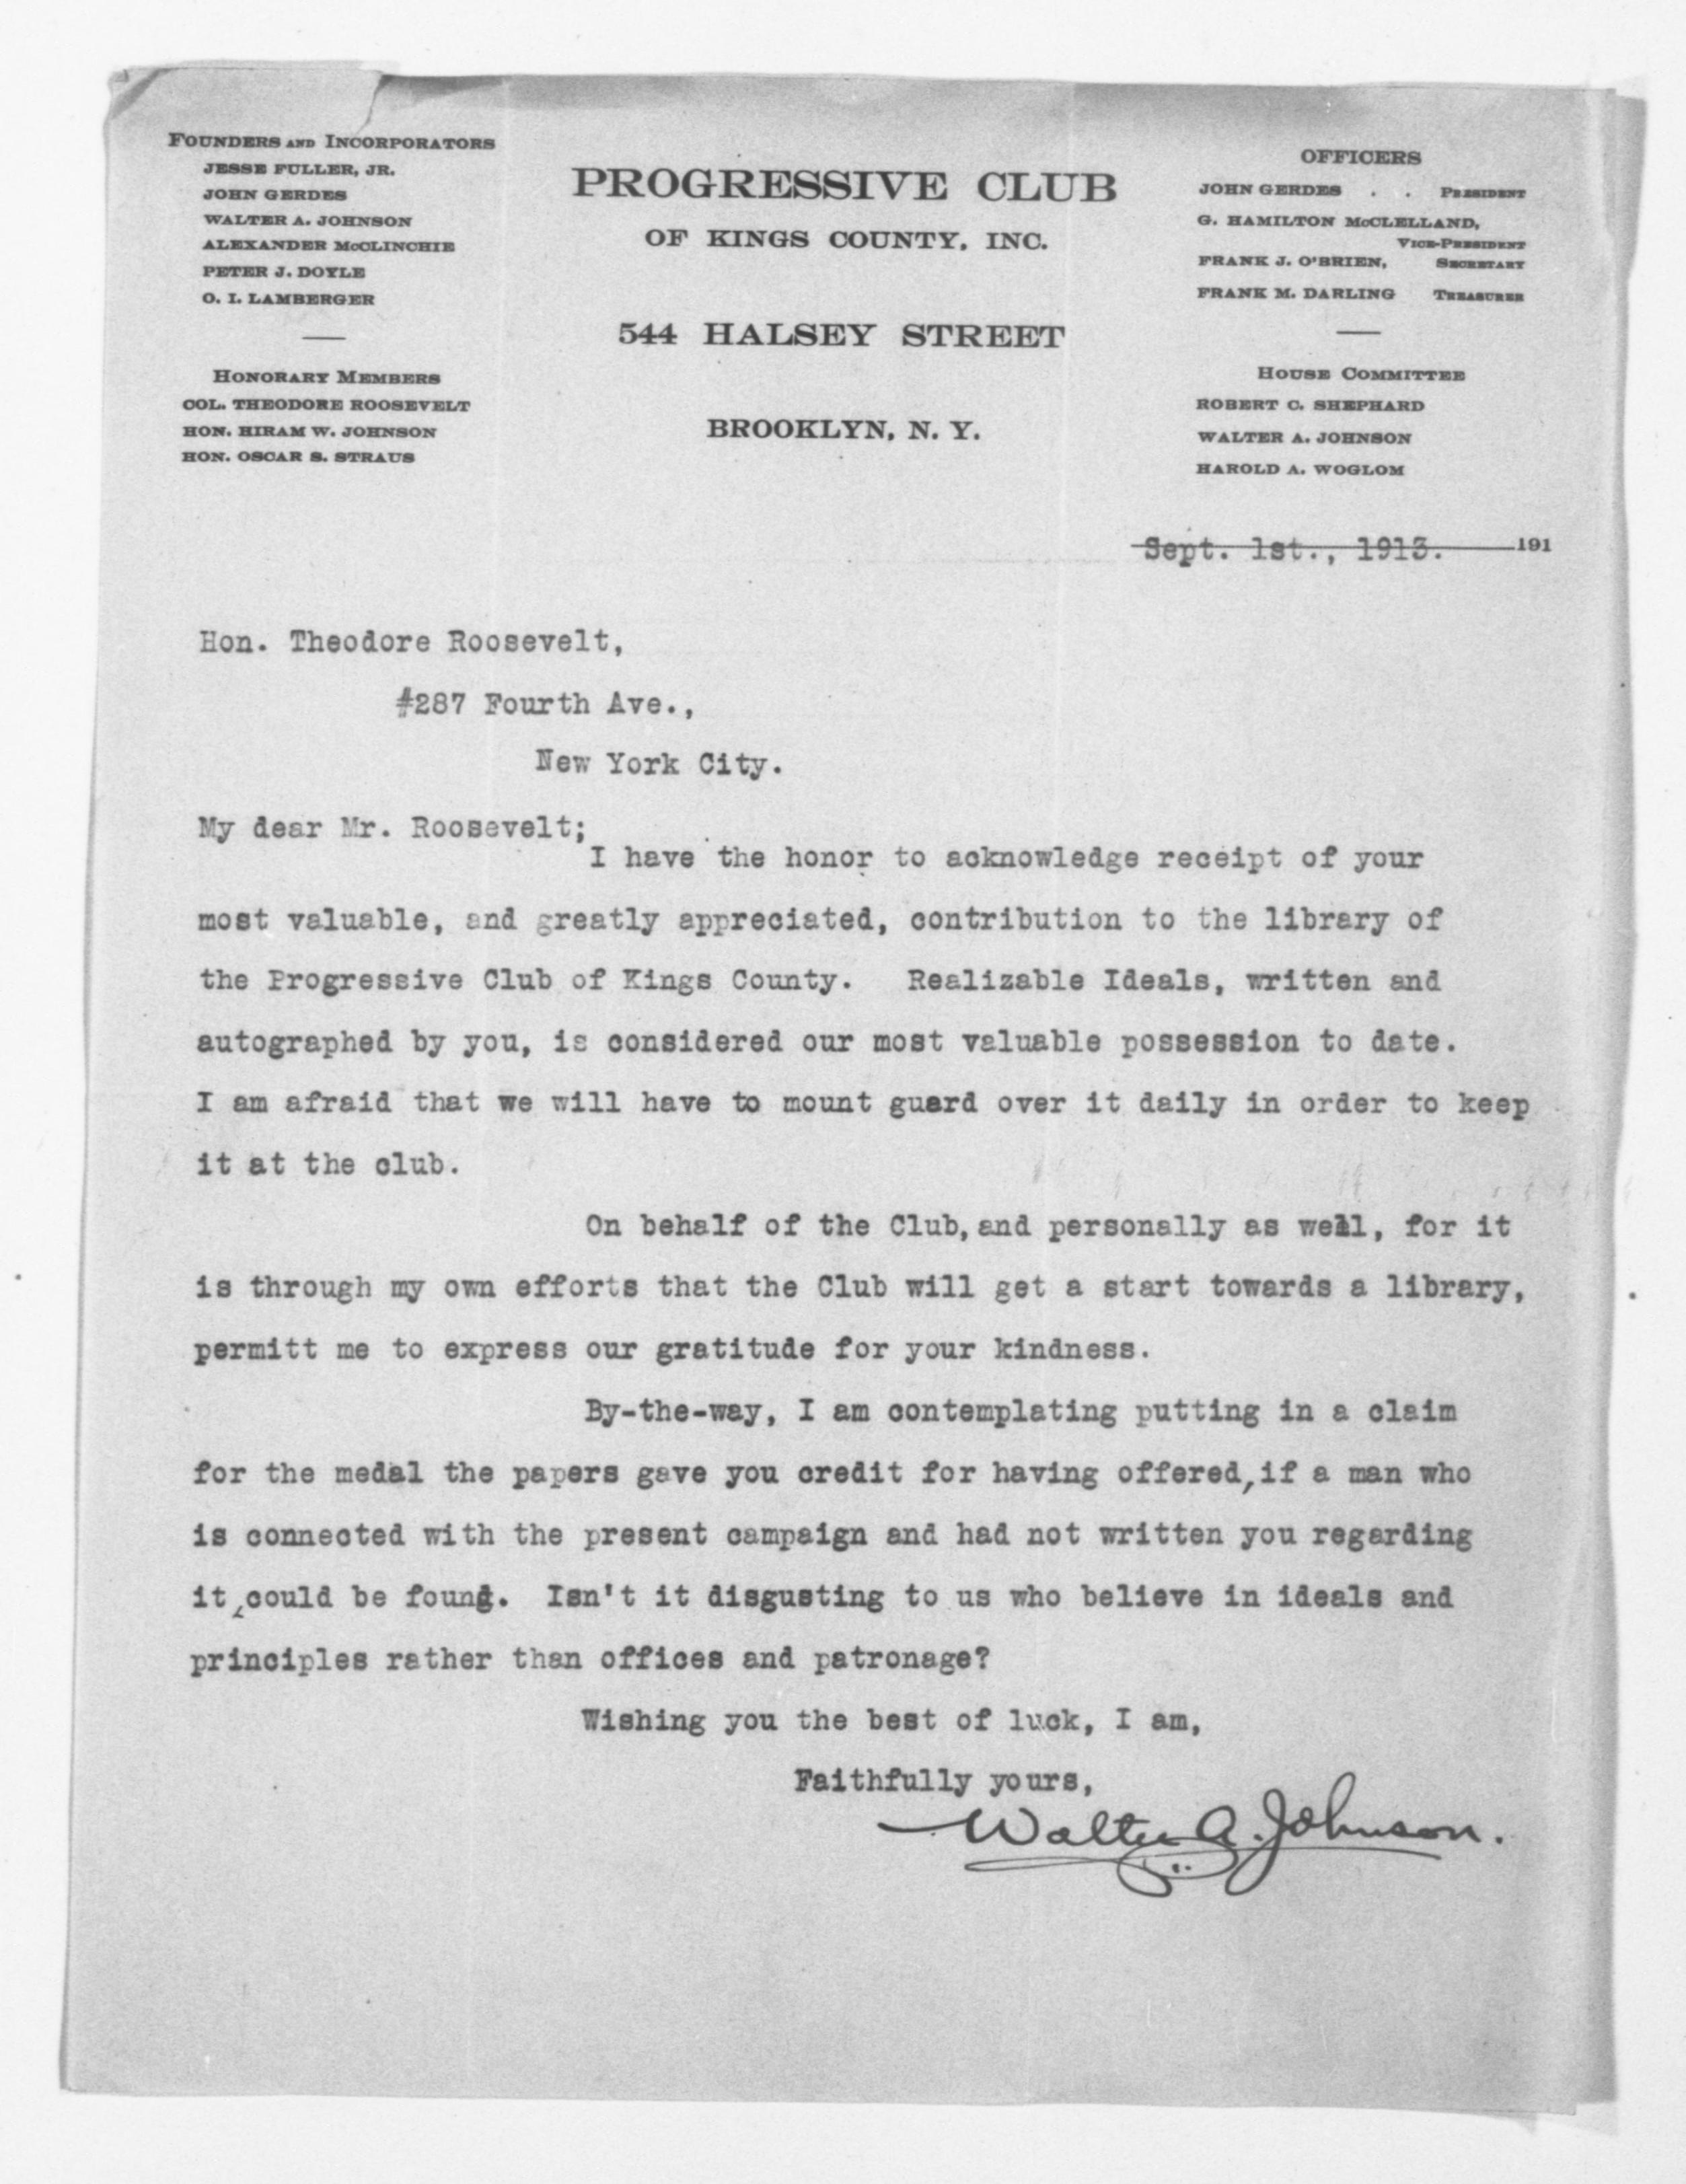 FOUNDERS AND INCORPORATORS
JESSE FULLER, JR.
JOHN GERDES
WALTER A. JOHNSON
ALEXANDER McCLINCHIE
PETER J. DOYLE
O. I. LAMBERGER
HONORARY MEMBERS
COL. THEODORE ROOSEVELT
HON. HIRAM W. JOHNSON
HON. OSCAR S. STRAUS
PROGRESSIVE CLUB
OF KINGS COUNTY, INC.
544 HALSEY STREET
BROOKLYN, N. Y.
OFFICERS
JOHN GERDES . . PRESIDENT
G. HAMILTON McCLELLAND,
VICE-PRESIDENT
FRANK J. O'BRIEN, SECRETARY
FRANK M. DARLING TREASURER
HOUSE COMMITTEE
ROBERT C. SHEPHARD
WALTER A. JOHNSON
HAROLD A. WOGLOM
Sept. 1st., 1913. 191
Hon. Theodore Roosevelt,
#287 Fourth Ave.,
New York City.
My dear Mr. Roosevelt;
I have the honor to acknowledge receipt of your
most valuable, and greatly appreciated, contribution to the library of
the Progressive Club of Kings County. Realizable Ideals, written and
autographed by you, is considered our most valuable possession to date.
I am afraid that we will have to mount guard over it daily in order to keep
it at the club.
On behalf of the Club, and personally as well, for it
is through my own efforts that the Club will get a start towards a library,
permitt me to express our gratitude for your kindness.
By-the-way, I am contemplating putting in a claim
for the medal the papers gave you credit for having offered, if a man who
is connected with the present campaign and had not written you regarding
it, could be found. Isn't it disgusting to us who believe in ideals and
principles rather than offices and patronage?
Wishing you the best of luck, I am,
Faithfully yours,
Walter A. Johnson.